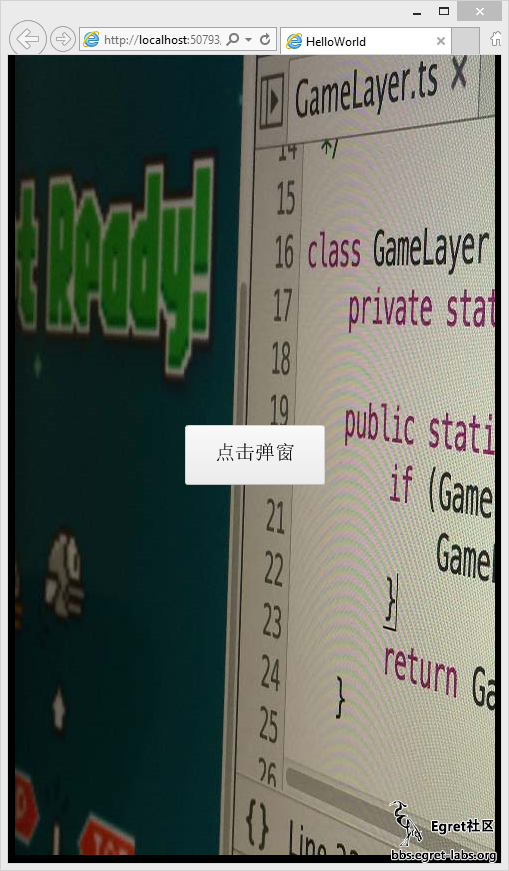 http://localhost:50793,
HelloWorld
GameLayer.ts
t Ready!
14 */
15
16 class GameLayer
17 private stat
18
19 public stati
if (Game
21 GameL
22 }
23 return Ga
24 }
25
26
点击弹窗
{} Line
Egret社区
bbs.egret-labs.org